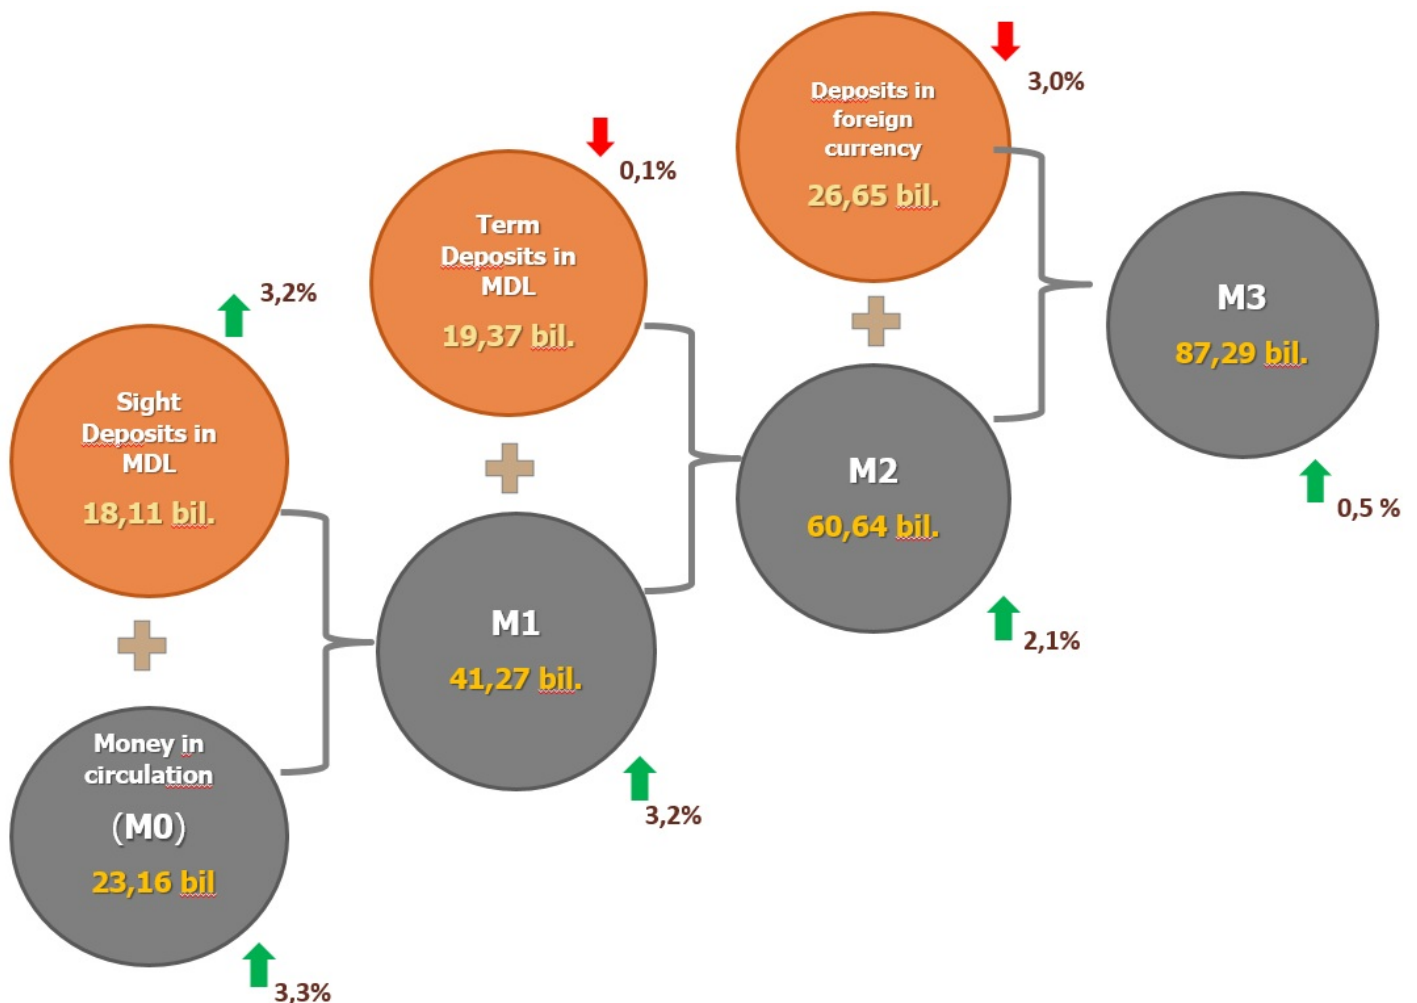 3,2%
Sight
Deposits in
MDL
18,11 bil.
Money in
circulation
(M0)
23,16 bil
3,3%
0,1%
Term
Deposits in
MDL
19,37 bil.
M1
41,27 bil.
3,2%
3,0%
Deposits in
foreign
currency
26,65 bil.
M2
60,64 bil.
2,1%
M3
87,29 bil.
0,5 %